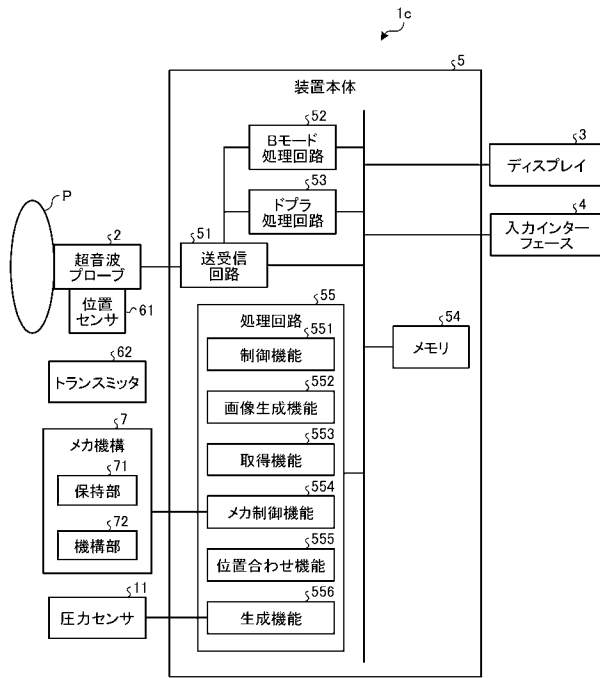 1c
5
装置本体
52
Bモード
処理回路
53
ドプラ
処理回路
3
ディスプレイ
4
入力インター
フェース
P
2
超音波
プローブ
51
送受信
回路
位置
センサ
61
62
トランスミッタ
55
処理回路
551
制御機能
552
画像生成機能
553
取得機能
554
メカ制御機能
555
位置合わせ機能
556
生成機能
54
メモリ
7
メカ機構
71
保持部
72
機構部
11
圧力センサ